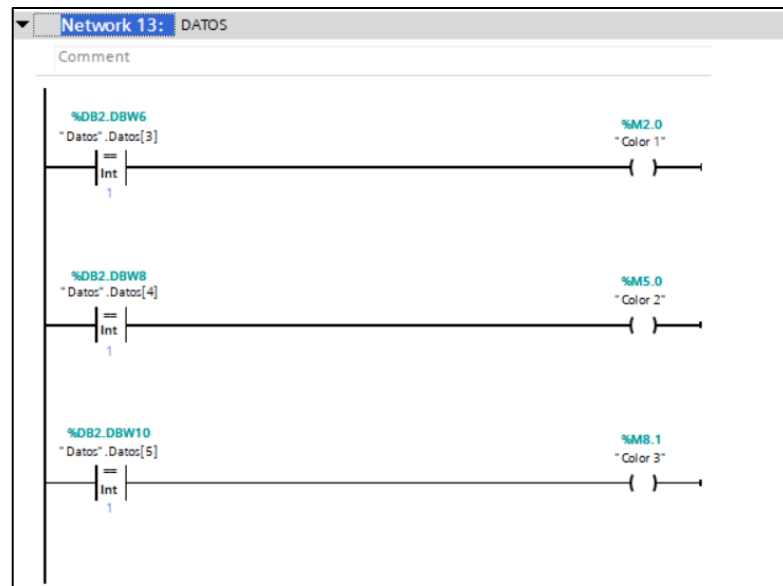 Network 13: DATOS
Comment
%DB2.DBW6
"Datos".Datos[3]
%M2.0
"Color 1"
==
Int
1
%DB2.DBW8
"Datos".Datos[4]
%M5.0
"Color 2"
==
Int
1
%DB2.DBW10
"Datos".Datos[5]
%M8.1
"Color 3"
==
Int
1